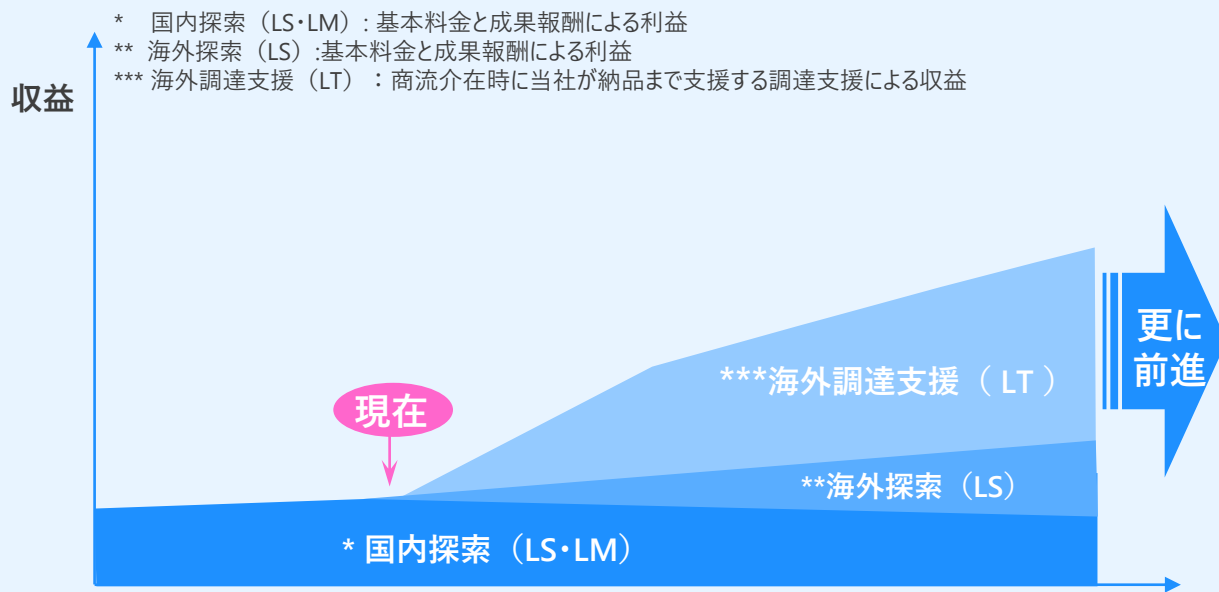 * 国内探索（LS・LM）: 基本料金と成果報酬による利益
** 海外探索（LS）:基本料金と成果報酬による利益
*** 海外調達支援（LT）：商流介在時に当社が納品まで支援する調達支援による収益
収益
更に
前進
***海外調達支援（ LT ）
現在
**海外探索（LS）
* 国内探索（LS・LM）